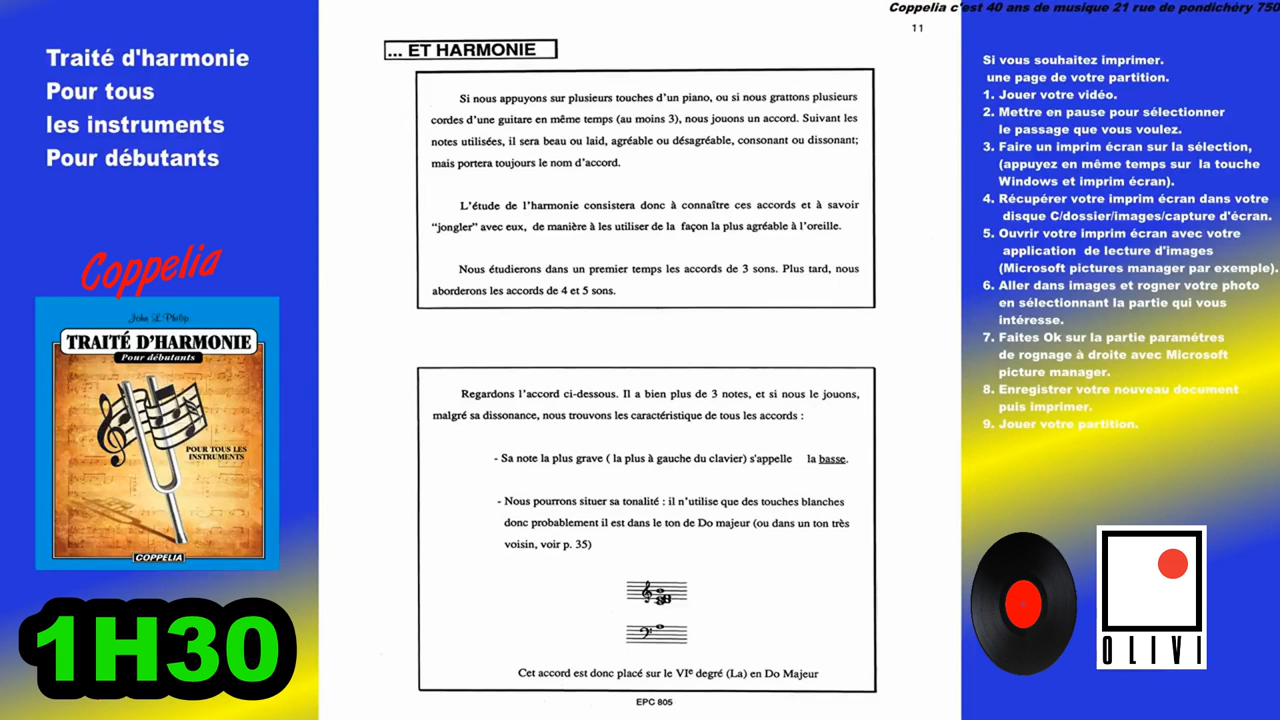 Coppelia c'est 40 ans de musique 21 rue de pondichéry 750
Traité d'harmonie
Pour tous
les instruments
Pour débutants
Coppelia
John L. Philip
TRAITÉ D'HARMONIE
Pour débutants
POUR TOUS LES
INSTRUMENTS
COPPELIA
1H30
11
... ET HARMONIE
Si nous appuyons sur plusieurs touches d'un piano, ou si nous grattons plusieurs
cordes d'une guitare en même temps (au moins 3), nous jouons un accord. Suivant les
notes utilisées, il sera beau ou laid, agréable ou désagréable, consonant ou dissonant;
mais portera toujours le nom d'accord.
L'étude de l'harmonie consistera donc à connaître ces accords et à savoir
"jongler" avec eux, de manière à les utiliser de la façon la plus agréable à l'oreille.
Nous étudierons dans un premier temps les accords de 3 sons. Plus tard, nous
aborderons les accords de 4 et 5 sons.
Regardons l'accord ci-dessous. Il a bien plus de 3 notes, et si nous le jouons,
malgré sa dissonance, nous trouvons les caractéristique de tous les accords :
- Sa note la plus grave ( la plus à gauche du clavier) s'appelle la basse.
- Nous pourrons situer sa tonalité : il n'utilise que des touches blanches
donc probablement il est dans le ton de Do majeur (ou dans un ton très
voisin, voir p. 35)
Cet accord est donc placé sur le VIe degré (La) en Do Majeur
EPC 805
Si vous souhaitez imprimer.
une page de votre partition.
1. Jouer votre vidéo.
2. Mettre en pause pour sélectionner
le passage que vous voulez.
3. Faire un imprim écran sur la sélection,
(appuyez en même temps sur la touche
Windows et imprim écran).
4. Récupérer votre imprim écran dans votre
disque C/dossier/images/capture d'écran.
5. Ouvrir votre imprim écran avec votre
application de lecture d'images
(Microsoft pictures manager par exemple).
6. Aller dans images et rogner votre photo
en sélectionnant la partie qui vous
intéresse.
7. Faites Ok sur la partie paramétres
de rognage à droite avec Microsoft
picture manager.
8. Enregistrer votre nouveau document
puis imprimer.
9. Jouer votre partition.
OLIVI